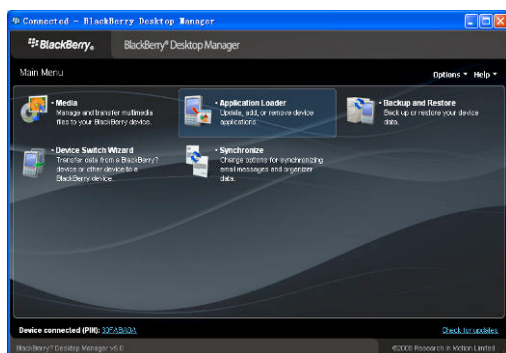 Connected - BlackBerry Desktop Manager
BlackBerry®
BlackBerry® Desktop Manager
Main Menu
Options
Help
Media
Manage and transfer multimedia
files to your BlackBerry device.
Application Loader
Update, add, or remove device
applications.
Backup and Restore
Back up or restore your device
data.
Device Switch
Wizard
Transfer data from a BlackBerry?
device or other device to a
BlackBerry device.
Synchronize
Change options for synchronizing
email messages and organizer
data.
Device connected (PIN):
Check for updates
BlackBerry? Desktop Manager
Research In Motion Limited